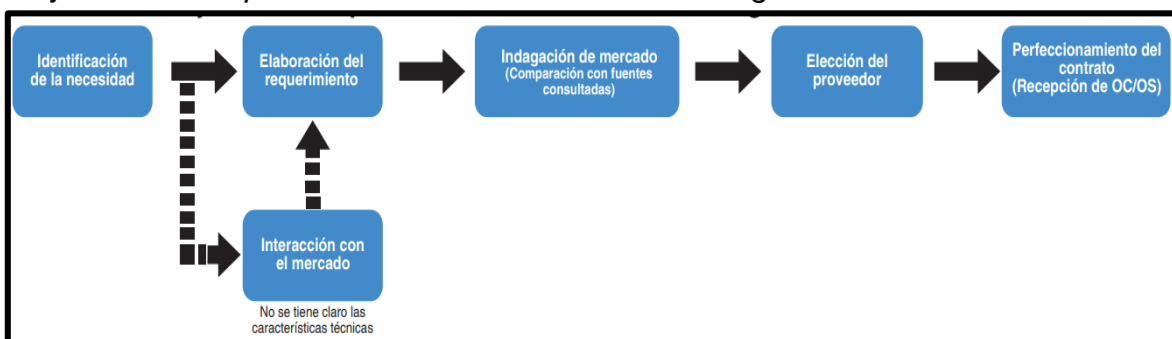 Identificación
de la necesidad
Elaboración del
requerimiento
Indagación de mercado
(Comparación con fuentes
consultadas)
Elección del
proveedor
Perfeccionamiento del
contrato
(Recepción de OC/OS)
Interacción con
el mercado
No se tiene claro las
características técnicas